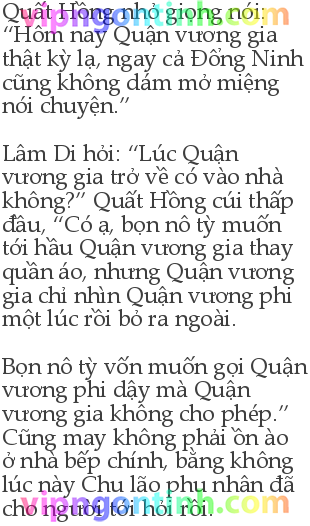 Quất Hồng nhỏ giọng nói:
“Hôm nay Quận vương gia
thật kỳ lạ, ngay cả Đổng Ninh
cũng không dám mở miệng
nói chuyện.”
Lâm Di hỏi: “Lúc Quận
vương gia trở về có vào nhà
không?” Quất Hồng cúi thấp
đầu, “Có ạ, bọn nô tỳ muốn
tới hầu Quận vương gia thay
quần áo, nhưng Quận vương
gia chỉ nhìn Quận vương phi
một lúc rồi bỏ ra ngoài.
Bọn nô tỳ vốn muốn gọi Quận
vương phi dậy mà Quận
vương gia không cho phép.”
Cũng may không phải ồn ào
ở nhà bếp chính, bằng không
lúc này Chu lão phu nhân đã
cho người tới hỏi rồi.
vipngontinh.com
vipngontinh.com